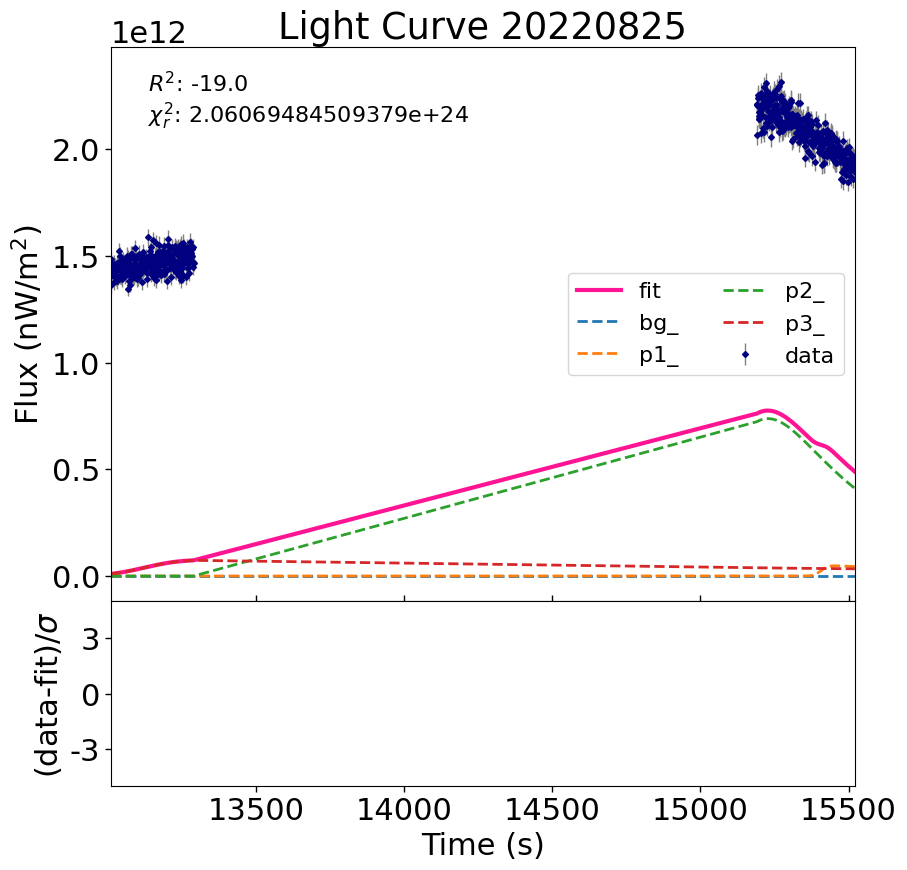 Light Curve 20220825
1e12
R²: -19.0
χ²ᵣ: 2.06069484509379e+24
Flux (nW/m²)
2.0
1.5
1.0
0.5
0.0
fit
bg_
p1_
p2_
p3_
data
(data-fit)/σ
3
0
-3
13500 14000 14500 15000 15500
Time (s)